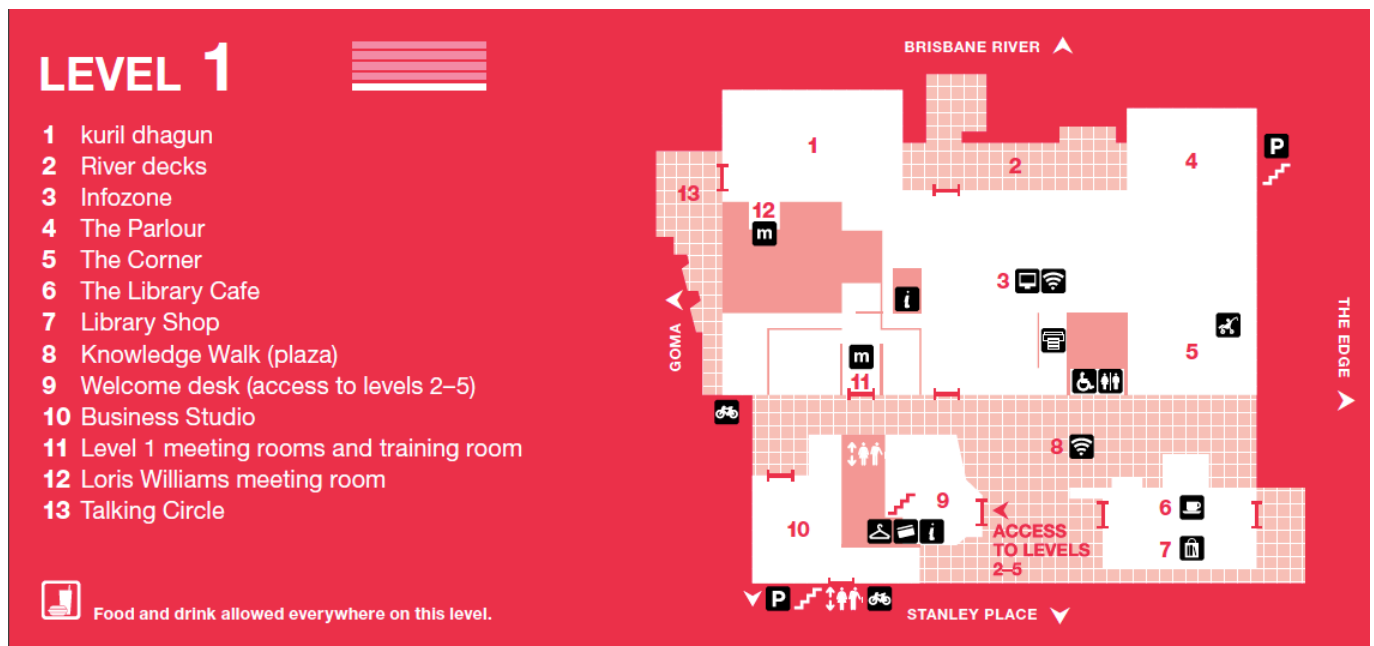 LEVEL 1
1 kuril dhagun
2 River decks
3 Infozone
4 The Parlour
5 The Corner
6 The Library Cafe
7 Library Shop
8 Knowledge Walk (plaza)
9 Welcome desk (access to levels 2–5)
10 Business Studio
11 Level 1 meeting rooms and training room
12 Loris Williams meeting room
13 Talking Circle
Food and drink allowed everywhere on this level.
BRISBANE RIVER
1
2
4
P
13
12
m
3
i
GOMA
THE EDGE
5
m
11
8
9
6
10
i
ACCESS
TO LEVELS
2–5
7
P
STANLEY PLACE